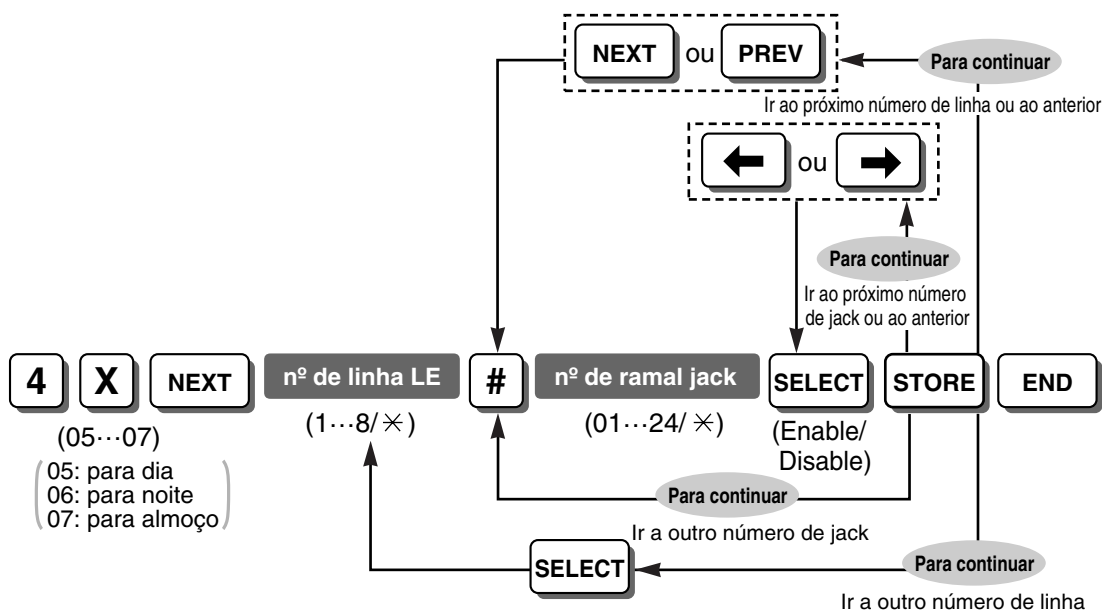 NEXT ou PREV
Para continuar
Ir ao próximo número de linha ou ao anterior
← ou →
Para continuar
Ir ao próximo número
de jack ou ao anterior
4 X NEXT nº de linha LE # nº de ramal jack SELECT STORE END
(05···07)
(1···8/ ✳)
(01···24/ ✳)
(Enable/
Disable)
05: para dia
06: para noite
07: para almoço
Para continuar
Ir a outro número de jack
SELECT
Para continuar
Ir a outro número de linha